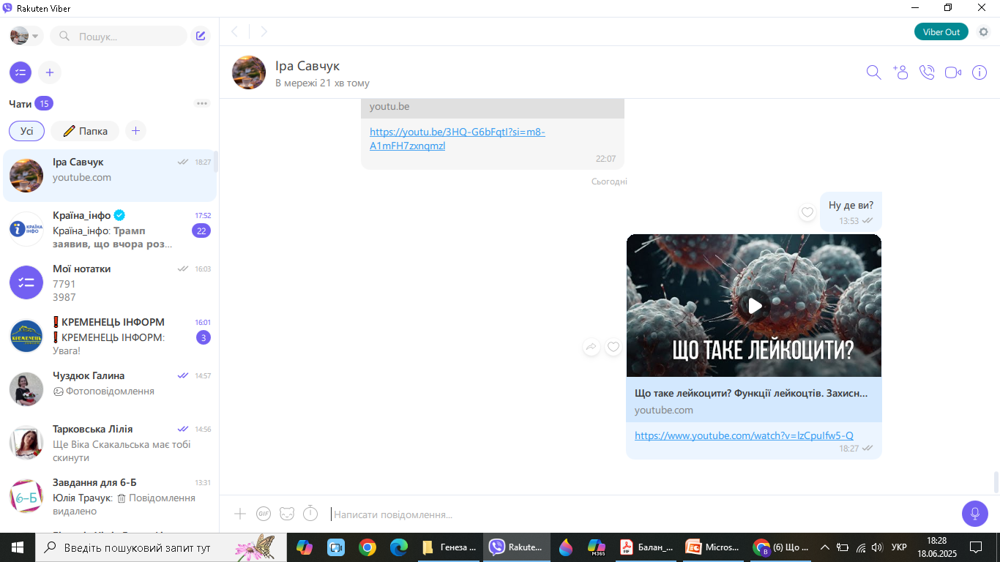 Rakuten Viber
Пошук...
Viber Out
Іра Савчук
В мережі 21 хв тому
Чати 15
Усі
Папка
Іра Савчук
18:27
youtube.com
Країна_інфо
17:52
Країна_інфо: Трамп
22
заявив, що вчора роз...
Мої нотатки
16:03
7791
3987
КРЕМЕНЕЦЬ ІНФОРМ
16:01
КРЕМЕНЕЦЬ ІНФОРМ:
3
Увага!
Чуздюк Галина
14:57
Фотоповідомлення
Тарковська Лілія
14:56
Ще Віка Скакальська має тобі
скинути
Завдання для 6-Б
13:31
Юлія Трачук: Повідомлення
видалено
КРАЇНА
ІНФО
КРЕМЕНЕЦЬ
6-Б
youtu.be
https://youtu.be/3HQ-G6bFqtI?si=m8-
A1mFH7zxnqmzl
22:07
Сьогодні
Ну де ви?
13:53
ЩО ТАКЕ ЛЕЙКОЦИТИ?
Що таке лейкоцити? Функції лейкоцтів. Захисн...
youtube.com
https://www.youtube.com/watch?v=lzCpuIfw5-Q
18:27
GIF
Написати повідомлення...
Введіть пошуковий запит тут
Генеза ...
Rakute...
M365
Балан_...
Micros...
(6) Що ...
УКР
18:28
18.06.2025